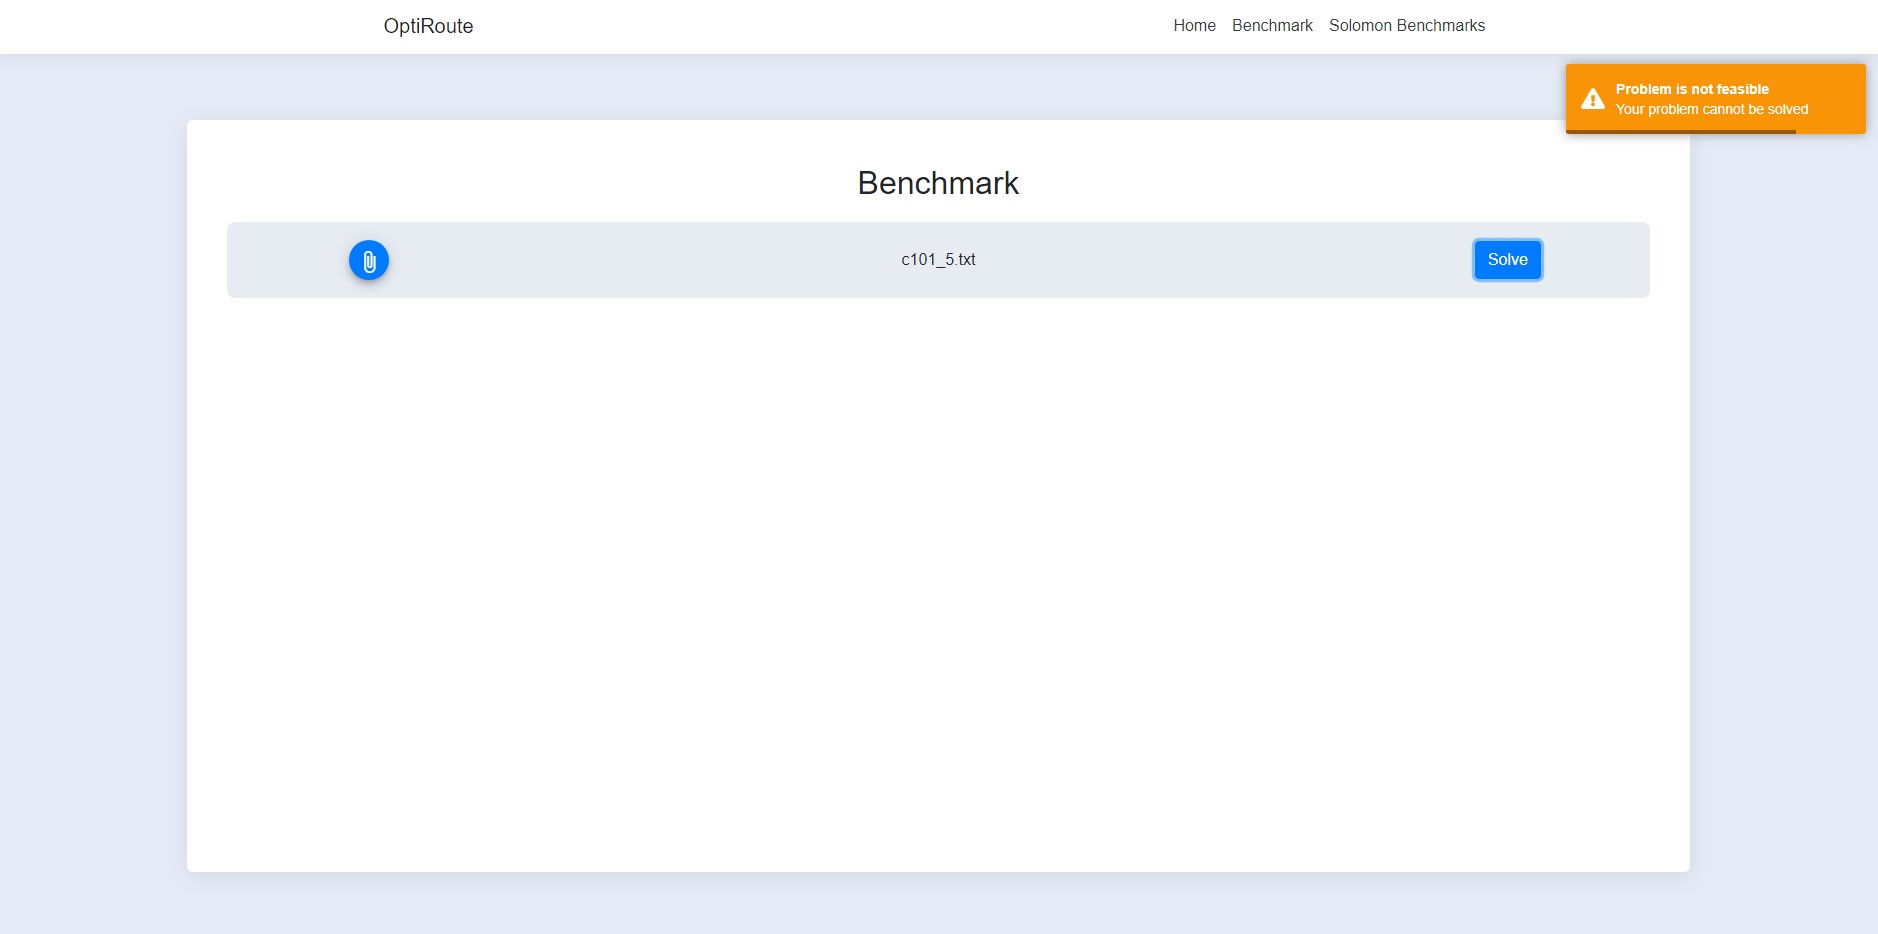 OptiRoute
Home Benchmark Solomon Benchmarks
Problem is not feasible
Your problem cannot be solved
Benchmark
c101_5.txt
Solve